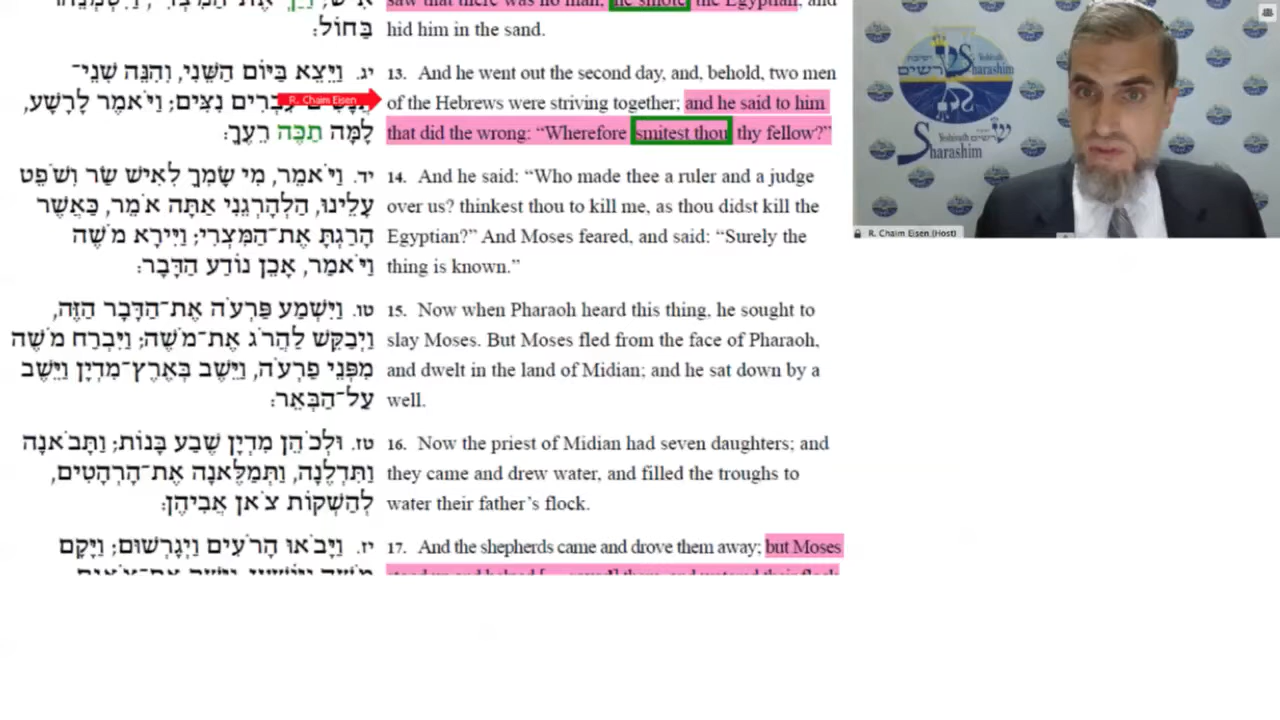 saw that there was no man, he smote the Egyptian, and
hid him in the sand.
בַּחוֹל:
יג. וַיֵּצֵא בַּיּוֹם הַשֵּׁנִי, וְהִנֵּה שְׁנֵי־
עִבְרִים נִצִּים; וַיֹּאמֶר לָרָשָׁע,
לָמָּה תַכֶּה רֵעֶךָ:
R. Chaim Eisen
13. And he went out the second day, and, behold, two men
of the Hebrews were striving together; and he said to him
that did the wrong: “Wherefore smitest thou thy fellow?”
יד. וַיֹּאמֶר, מִי שָׂמְךָ לְאִישׁ שַׂר וְשֹׁפֵט
עָלֵינוּ, הַלְהָרְגֵנִי אַתָּה אֹמֵר, כַּאֲשֶׁר
הָרַגְתָּ אֶת־הַמִּצְרִי; וַיִּירָא מֹשֶׁה
וַיֹּאמַר, אָכֵן נוֹדַע הַדָּבָר:
14. And he said: “Who made thee a ruler and a judge
over us? thinkest thou to kill me, as thou didst kill the
Egyptian?” And Moses feared, and said: “Surely the
thing is known.”
טו. וַיִּשְׁמַע פַּרְעֹה אֶת־הַדָּבָר הַזֶּה,
וַיְבַקֵּשׁ לַהֲרֹג אֶת־מֹשֶׁה; וַיִּבְרַח מֹשֶׁה
מִפְּנֵי פַרְעֹה, וַיֵּשֶׁב בְּאֶרֶץ־מִדְיָן וַיֵּשֶׁב
עַל־הַבְּאֵר:
15. Now when Pharaoh heard this thing, he sought to
slay Moses. But Moses fled from the face of Pharaoh,
and dwelt in the land of Midian; and he sat down by a
well.
טז. וּלְכֹהֵן מִדְיָן שֶׁבַע בָּנוֹת; וַתָּבֹאנָה
וַתִּדְלֶנָה, וַתְּמַלֶּאנָה אֶת־הָרְהָטִים,
לְהַשְׁקוֹת צֹאן אֲבִיהֶן:
16. Now the priest of Midian had seven daughters; and
they came and drew water, and filled the troughs to
water their father’s flock.
יז. וַיָּבֹאוּ הָרֹעִים וַיְגָרְשׁוּם; וַיָּקָם
17. And the shepherds came and drove them away; but Moses
ישיבת
שרשים
Sharashim
Yeshivath
שרשים
Sharashim
R. Chaim Eisen (Host)